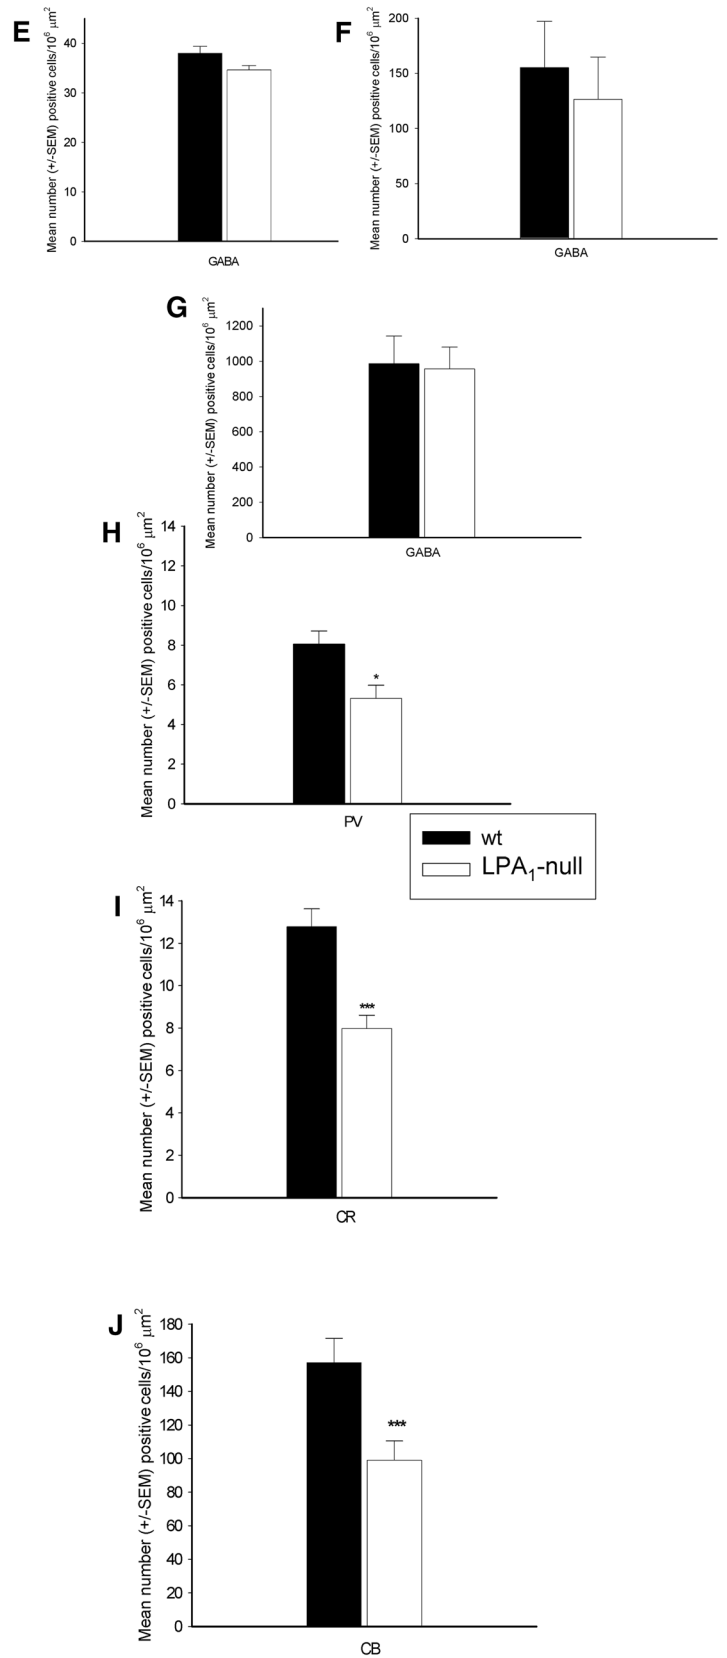 E
Mean number (+/-SEM) positive cells/10⁶ μm²
40
30
20
10
0
GABA
F
Mean number (+/-SEM) positive cells/10⁶ μm²
200
150
100
50
0
GABA
G
Mean number (+/-SEM) positive cells/10⁶ μm²
1200
1000
800
600
400
200
0
GABA
H
Mean number (+/-SEM) positive cells/10⁶ μm²
14
12
10
8
6
4
2
0
*
PV
wt
LPA₁-null
I
Mean number (+/-SEM) positive cells/10⁶ μm²
14
12
10
8
6
4
2
0
***
CR
J
Mean number (+/-SEM) positive cells/10⁶ μm²
180
160
140
120
100
80
60
40
20
0
***
CB